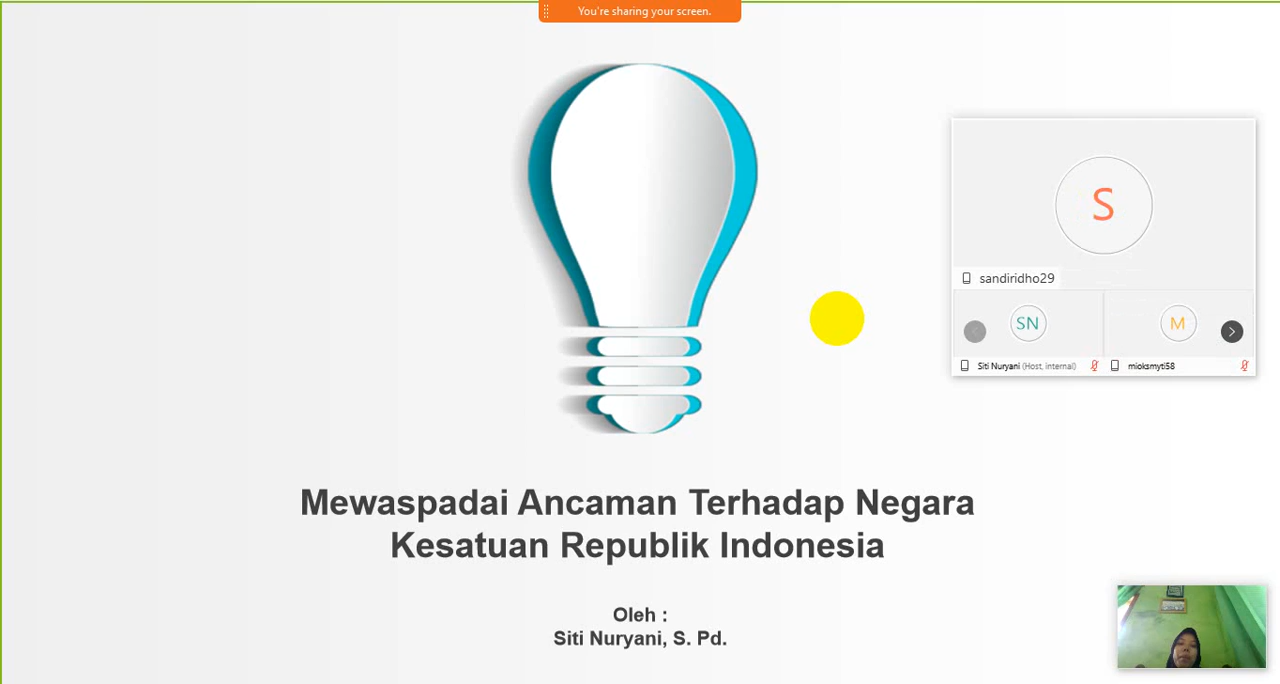 You're sharing your screen.
S
sandiridho29
SN
M
Siti Nuryani (Host, internal)
mioksmyti58
Mewaspadai Ancaman Terhadap Negara
Kesatuan Republik Indonesia
Oleh :
Siti Nuryani, S. Pd.